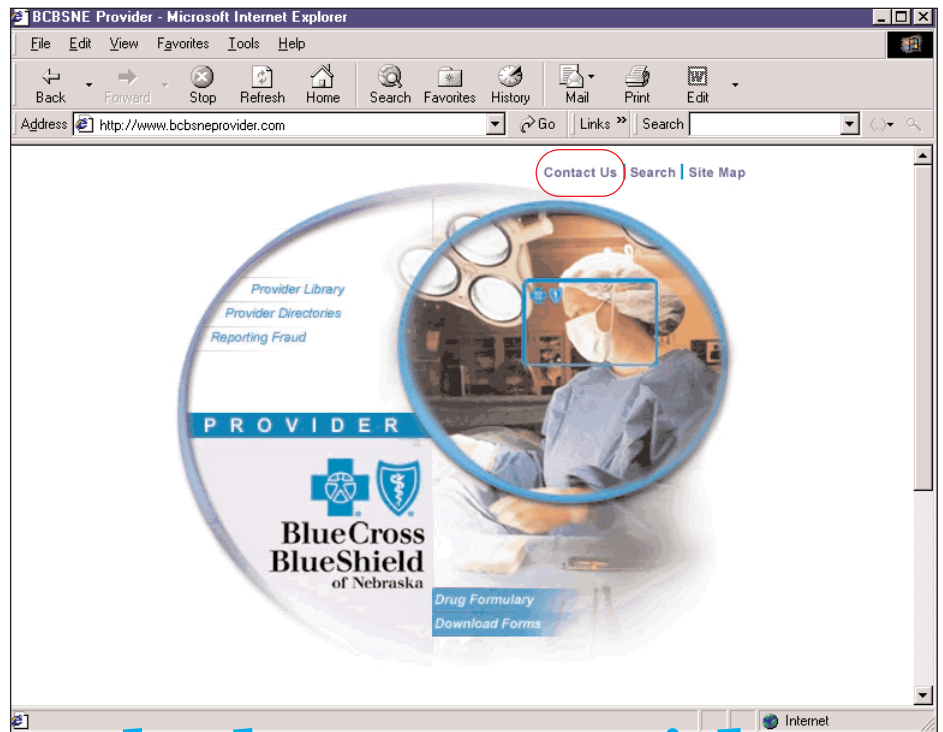 BCBSNE Provider - Microsoft Internet Explorer
File Edit View Favorites Tools Help
Back Forward Stop Refresh Home Search Favorites History Mail Print Edit
Address http://www.bcbsneprovider.com Go Links » Search
Contact Us | Search | Site Map
Provider Library
Provider Directories
Reporting Fraud
PROVIDER
BlueCross
BlueShield
of Nebraska
Drug Formulary
Download Forms
Internet